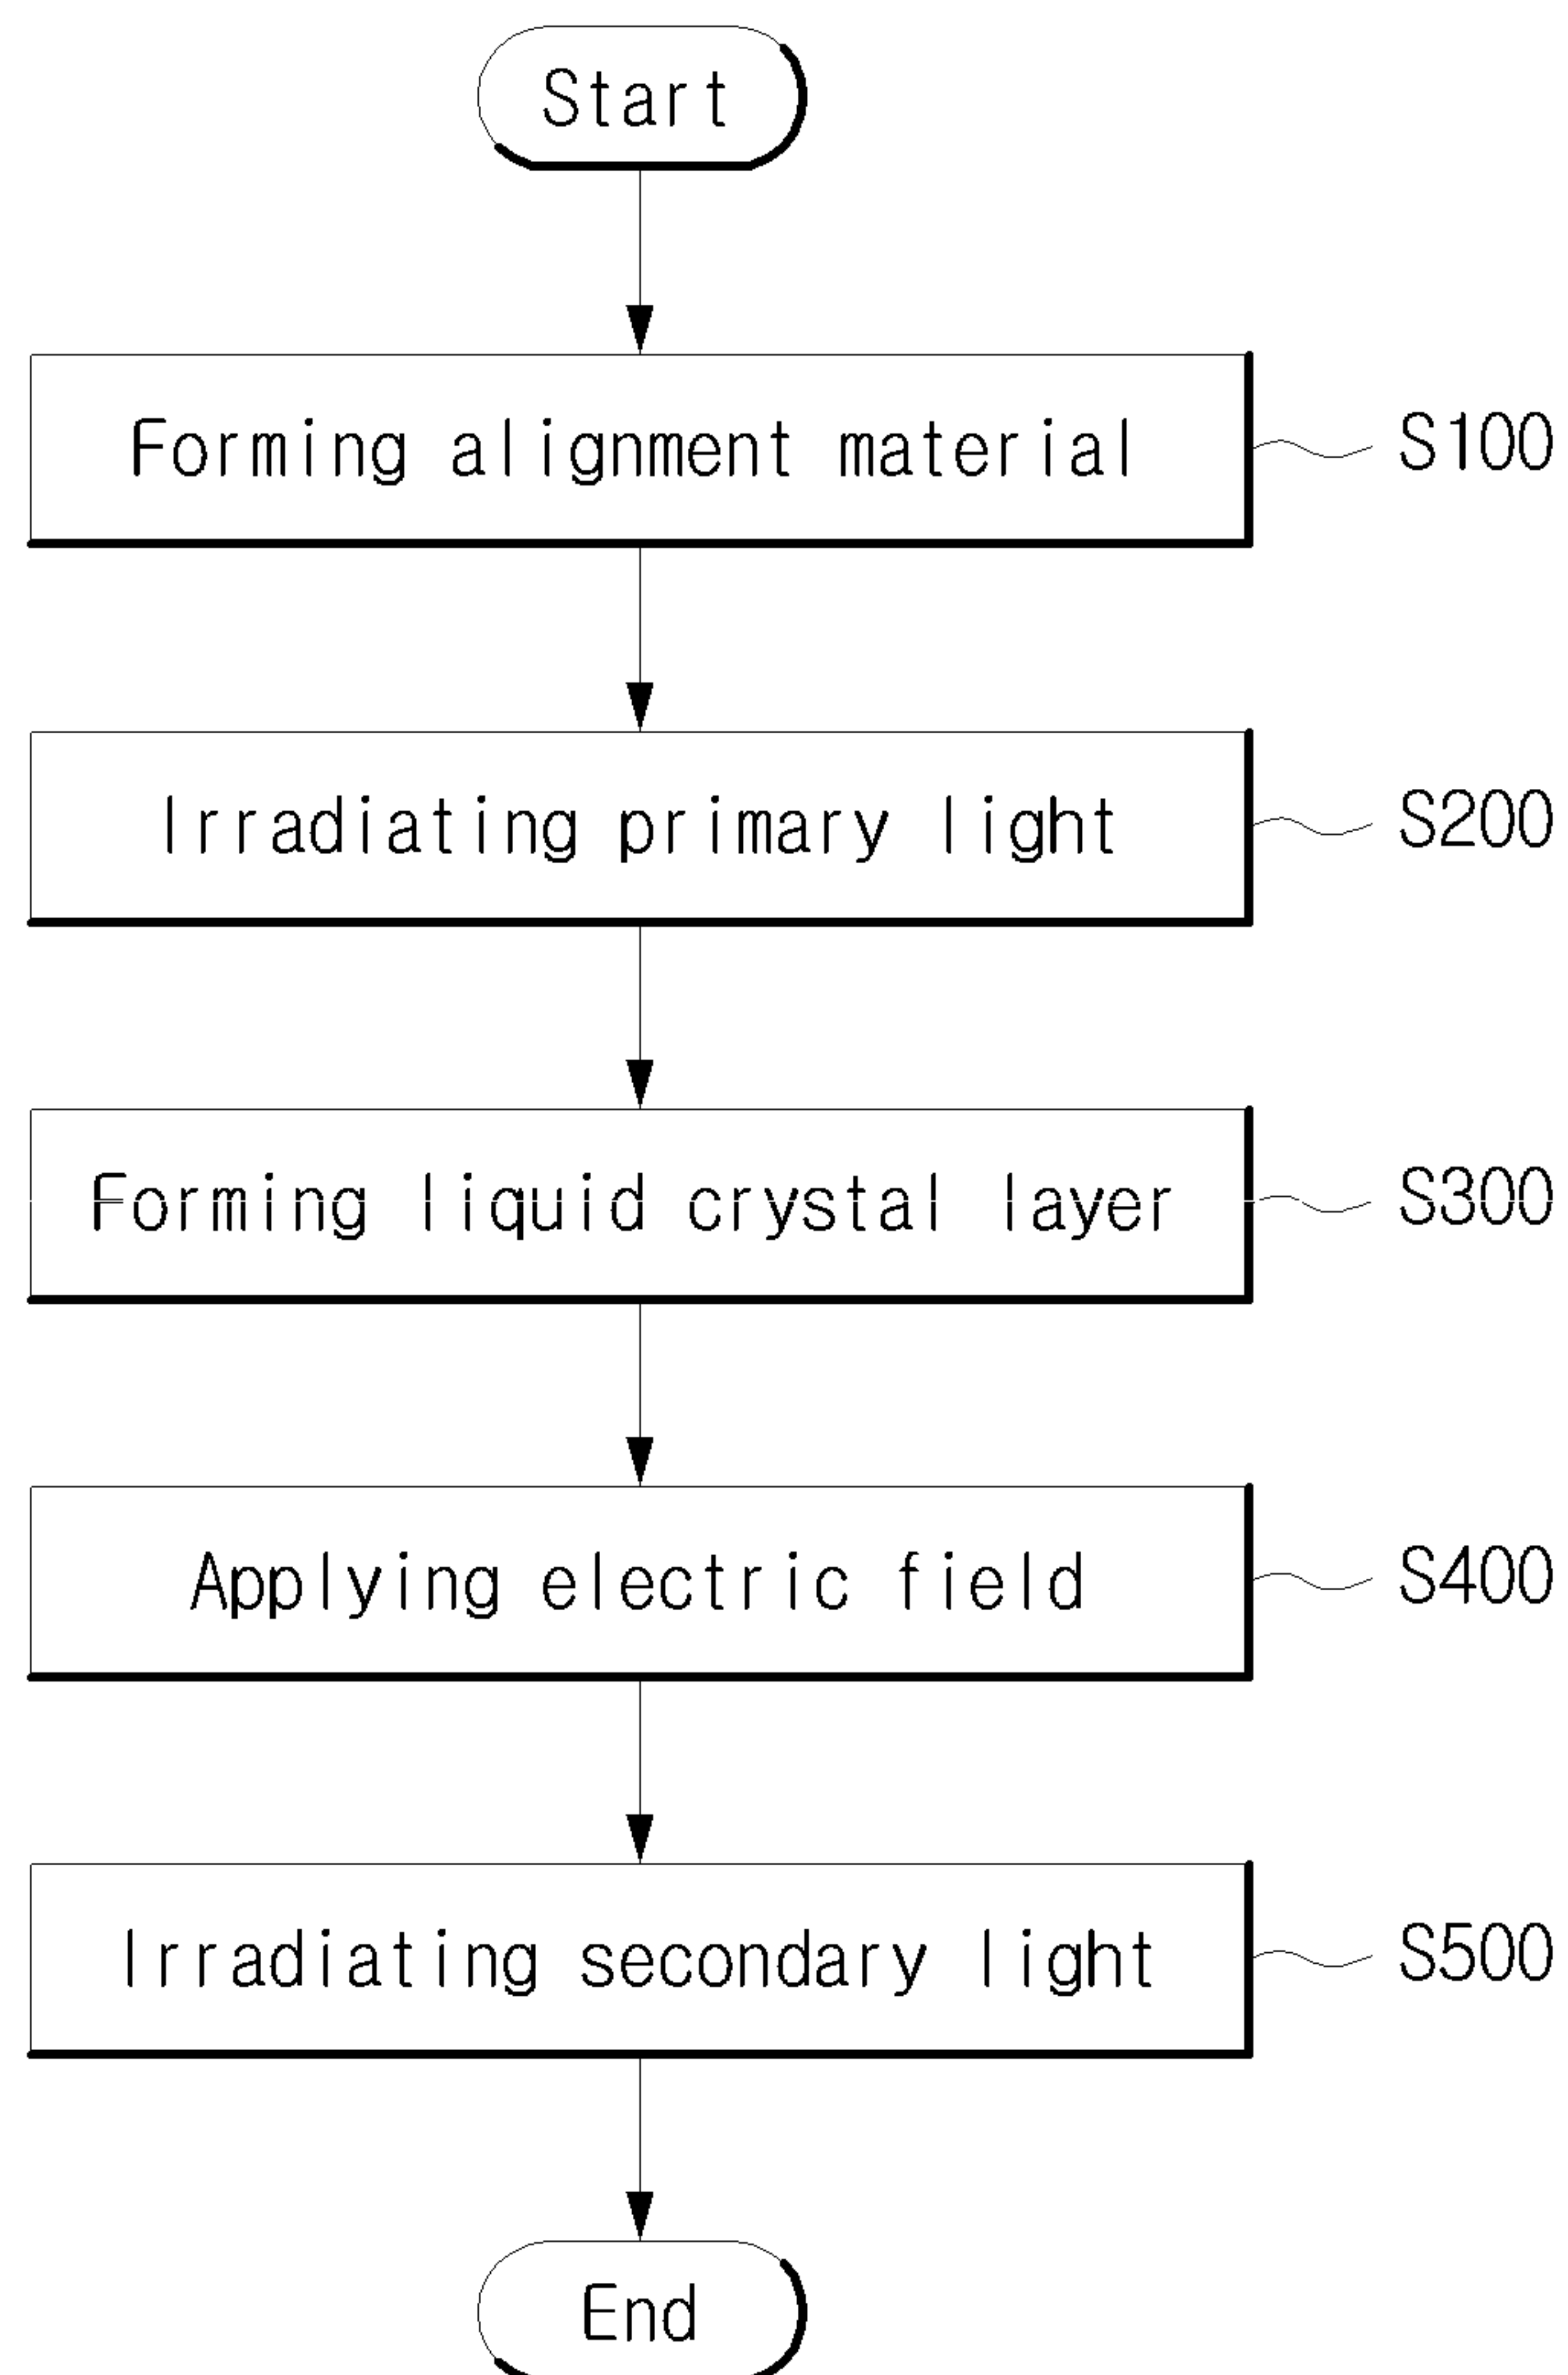 Start
Forming alignment material S100
Irradiating primary light S200
Forming liquid crystal layer S300
Applying electric field S400
Irradiating secondary light S500
End